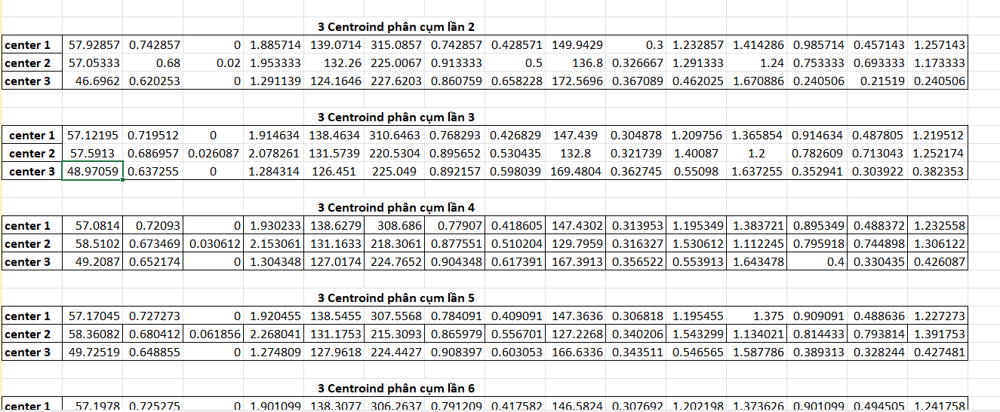 3 Centroind phân cụm lần 2
center 1 57.92857 0.742857 0 1.885714 139.0714 315.0857 0.742857 0.428571 149.9429 0.3 1.232857 1.414286 0.985714 0.457143 1.257143
center 2 57.05333 0.68 0.02 1.953333 132.26 225.0067 0.913333 0.5 136.8 0.326667 1.291333 1.24 0.753333 0.693333 1.173333
center 3 46.6962 0.620253 0 1.291139 124.1646 227.6203 0.860759 0.658228 172.5696 0.367089 0.462025 1.670886 0.240506 0.21519 0.240506
3 Centroind phân cụm lần 3
center 1 57.12195 0.719512 0 1.914634 138.4634 310.6463 0.768293 0.426829 147.439 0.304878 1.209756 1.365854 0.914634 0.487805 1.219512
center 2 57.5913 0.686957 0.026087 2.078261 131.5739 220.5304 0.895652 0.530435 132.8 0.321739 1.40087 1.2 0.782609 0.713043 1.252174
center 3 48.97059 0.637255 0 1.284314 126.451 225.049 0.892157 0.598039 169.4804 0.362745 0.55098 1.637255 0.352941 0.303922 0.382353
3 Centroind phân cụm lần 4
center 1 57.0814 0.72093 0 1.930233 138.6279 308.686 0.77907 0.418605 147.4302 0.313953 1.195349 1.383721 0.895349 0.488372 1.232558
center 2 58.5102 0.673469 0.030612 2.153061 131.1633 218.3061 0.877551 0.510204 129.7959 0.316327 1.530612 1.112245 0.795918 0.744898 1.306122
center 3 49.2087 0.652174 0 1.304348 127.0174 224.7652 0.904348 0.617391 167.3913 0.356522 0.553913 1.643478 0.4 0.330435 0.426087
3 Centroind phân cụm lần 5
center 1 57.17045 0.727273 0 1.920455 138.5455 307.5568 0.784091 0.409091 147.3636 0.306818 1.195455 1.375 0.909091 0.488636 1.227273
center 2 58.36082 0.680412 0.061856 2.268041 131.1753 215.3093 0.865979 0.556701 127.2268 0.340206 1.543299 1.134021 0.814433 0.793814 1.391753
center 3 49.72519 0.648855 0 1.274809 127.9618 224.4427 0.908397 0.603053 166.6336 0.343511 0.546565 1.587786 0.389313 0.328244 0.427481
3 Centroind phân cụm lần 6
center 1 57.1978 0.725275 0 1.901099 138.3077 306.2637 0.791209 0.417582 146.5824 0.307692 1.202198 1.373626 0.901099 0.494505 1.241758